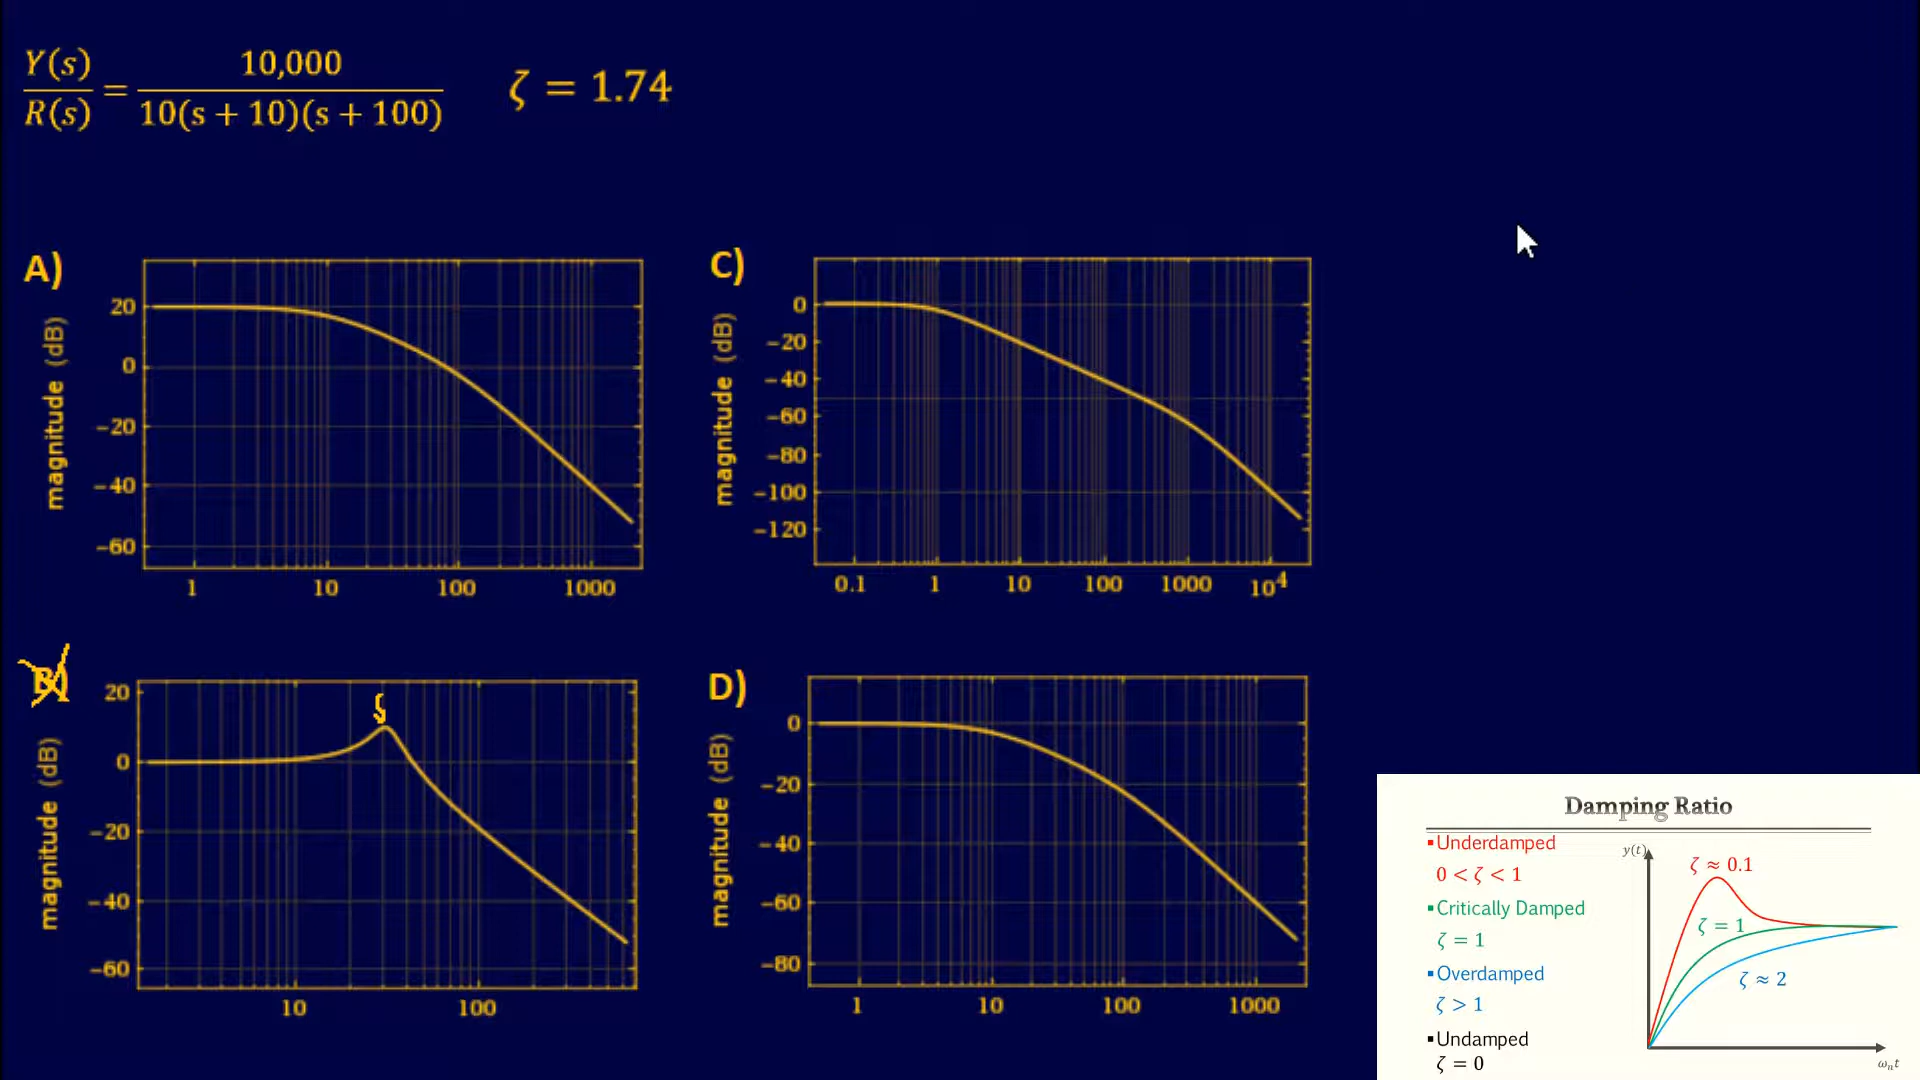 Y(s)/R(s) = 10,000/10(s + 10)(s + 100)
ζ = 1.74
A)
magnitude (dB)
20
0
−20
−40
−60
1 10 100 1000
C)
magnitude (dB)
0
−20
−40
−60
−80
−100
−120
0.1 1 10 100 1000 10⁴
B)
magnitude (dB)
20
0
−20
−40
−60
10 100
D)
magnitude (dB)
0
−20
−40
−60
−80
1 10 100 1000
Damping Ratio
▪Underdamped
0 < ζ < 1
▪Critically Damped
ζ = 1
▪Overdamped
ζ > 1
▪Undamped
ζ = 0
y(t)
ζ ≈ 0.1
ζ = 1
ζ ≈ 2
ωₙt